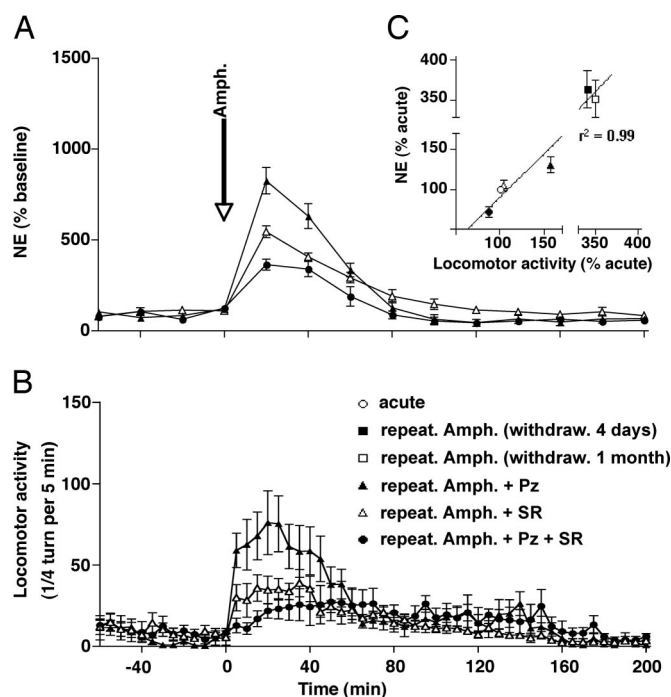 A
C
1500
1000
500
0
NE (% baseline)
Amph.
400
350
300
150
100
50
NE (% acute)
r² = 0.99
100
150
350
400
Locomotor activity (% acute)
B
150
100
50
0
Locomotor activity
(1/4 turn per 5 min)
acute
repeat. Amph. (withdraw. 4 days)
repeat. Amph. (withdraw. 1 month)
repeat. Amph. + Pz
repeat. Amph. + SR
repeat. Amph. + Pz + SR
-40
0
40
80
120
160
200
Time (min)